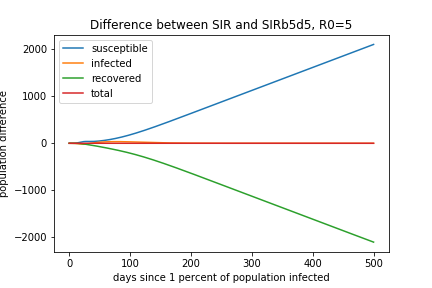 Difference between SIR and SIRb5d5, R0=5
susceptible
infected
recovered
total
2000
1000
0
−1000
−2000
population difference
0
100
200
300
400
500
days since 1 percent of population infected